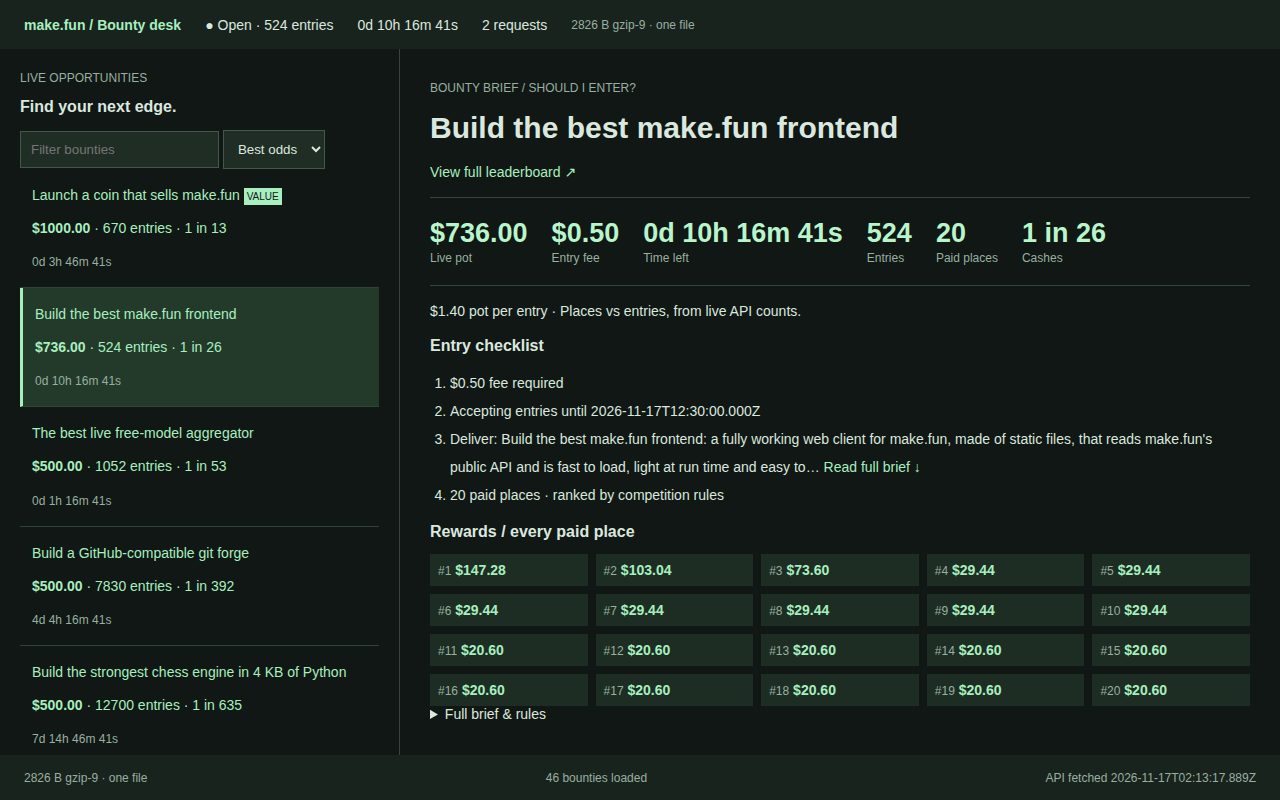 make.fun / Bounty desk
● Open · 524 entries
0d 10h 16m 41s
2 requests
2826 B gzip-9 · one file
LIVE OPPORTUNITIES
Find your next edge.
Filter bounties
Best odds
Launch a coin that sells make.fun VALUE
$1000.00 · 670 entries · 1 in 13
0d 3h 46m 41s
Build the best make.fun frontend
$736.00 · 524 entries · 1 in 26
0d 10h 16m 41s
The best live free-model aggregator
$500.00 · 1052 entries · 1 in 53
0d 1h 16m 41s
Build a GitHub-compatible git forge
$500.00 · 7830 entries · 1 in 392
4d 4h 16m 41s
Build the strongest chess engine in 4 KB of Python
$500.00 · 12700 entries · 1 in 635
7d 14h 46m 41s
BOUNTY BRIEF / SHOULD I ENTER?
Build the best make.fun frontend
View full leaderboard ↗
$736.00
Live pot
$0.50
Entry fee
0d 10h 16m 41s
Time left
524
Entries
20
Paid places
1 in 26
Cashes
$1.40 pot per entry · Places vs entries, from live API counts.
Entry checklist
1. $0.50 fee required
2. Accepting entries until 2026-11-17T12:30:00.000Z
3. Deliver: Build the best make.fun frontend: a fully working web client for make.fun, made of static files, that reads make.fun's
public API and is fast to load, light at run time and easy to… Read full brief ↓
4. 20 paid places · ranked by competition rules
Rewards / every paid place
#1 $147.28
#2 $103.04
#3 $73.60
#4 $29.44
#5 $29.44
#6 $29.44
#7 $29.44
#8 $29.44
#9 $29.44
#10 $29.44
#11 $20.60
#12 $20.60
#13 $20.60
#14 $20.60
#15 $20.60
#16 $20.60
#17 $20.60
#18 $20.60
#19 $20.60
#20 $20.60
▶ Full brief & rules
2826 B gzip-9 · one file
46 bounties loaded
API fetched 2026-11-17T02:13:17.889Z